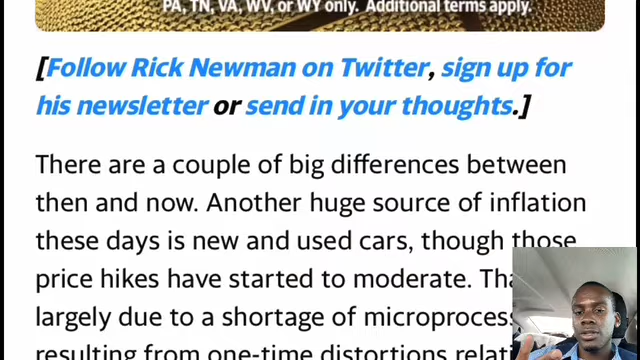 PA, TN, VA, WV, or WY only. Additional terms apply.
[Follow Rick Newman on Twitter, sign up for
his newsletter or send in your thoughts.]
There are a couple of big differences between
then and now. Another huge source of inflation
these days is new and used cars, though those
price hikes have started to moderate.
largely due to a shortage of
resulting from one-time distortions